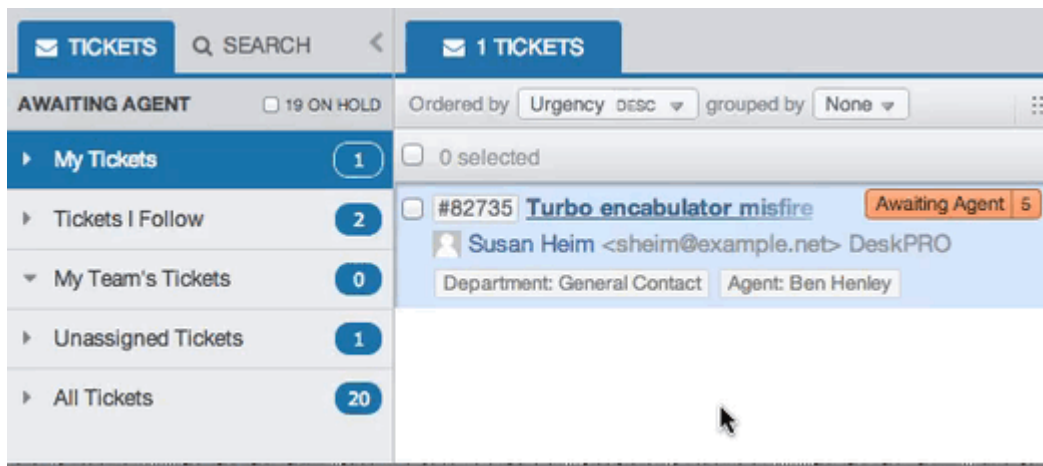 TICKETS
SEARCH
AWAITING AGENT
19 ON HOLD
My Tickets 1
Tickets I Follow 2
My Team's Tickets 0
Unassigned Tickets 1
All Tickets 20
1 TICKETS
Ordered by Urgency DESC grouped by None
0 selected
#82735 Turbo encabulator misfire Awaiting Agent 5
Susan Heim <sheim@example.net> DeskPRO
Department: General Contact Agent: Ben Henley